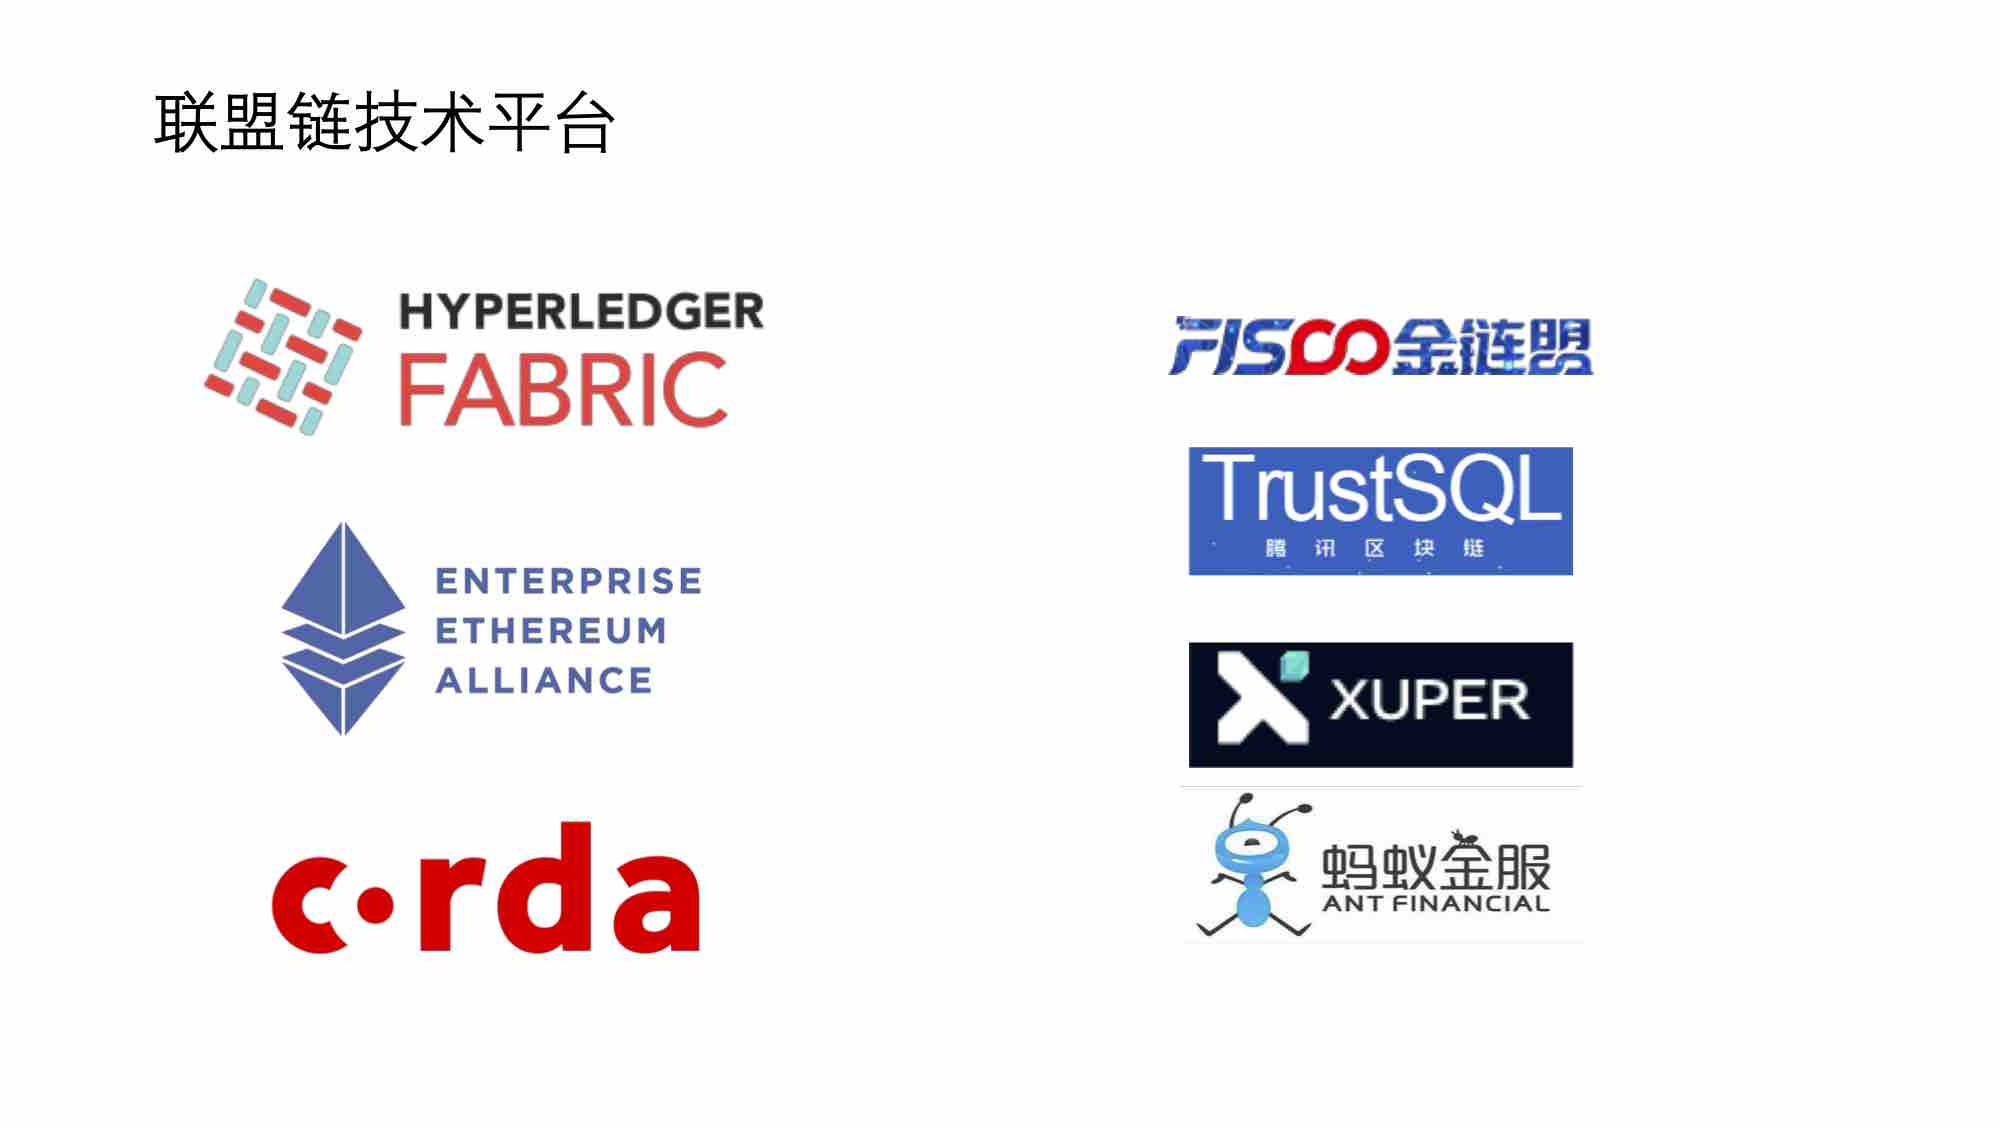 联盟链技术平台
HYPERLEDGER
FABRIC
ENTERPRISE
ETHEREUM
ALLIANCE
c·rda
FISCO金链盟
TrustSQL
腾讯区块链
XUPER
蚂蚁金服
ANT FINANCIAL